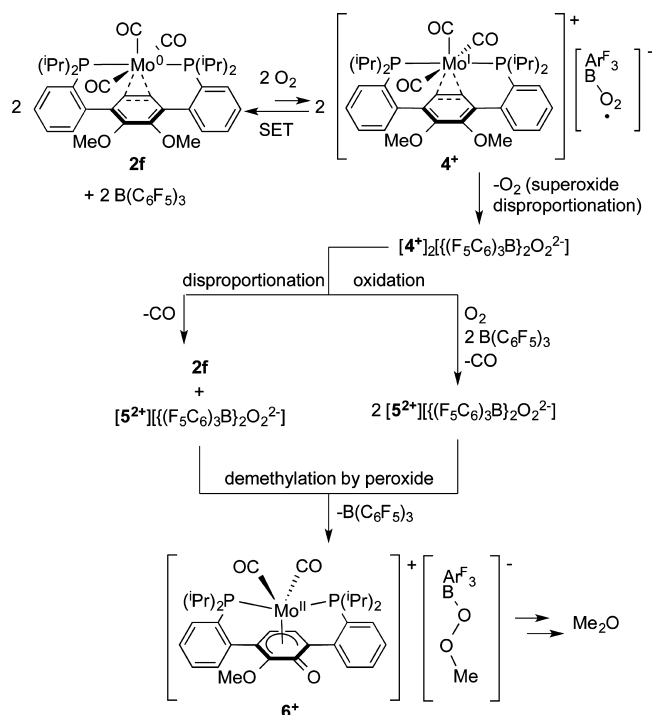 CO
CO
Mo⁰
(ⁱPr)₂P
P(ⁱPr)₂
OC
2
MeO
OMe
2f
+ 2 B(C₆F₅)₃
2 O₂
SET
2
CO
CO
Moᴵ
(ⁱPr)₂P
P(ⁱPr)₂
OC
MeO
OMe
4⁺
+
Arᶠ₃
B
O₂
•
-
-O₂ (superoxide
disproportionation)
[4⁺]₂[{(F₅C₆)₃B}₂O₂²⁻]
disproportionation
oxidation
-CO
O₂
2 B(C₆F₅)₃
-CO
2f
+
[5²⁺][{(F₅C₆)₃B}₂O₂²⁻]
2 [5²⁺][{(F₅C₆)₃B}₂O₂²⁻]
demethylation by peroxide
-B(C₆F₅)₃
OC
CO
(ⁱPr)₂P
Moᴵᴵ
P(ⁱPr)₂
MeO
O
6⁺
+
Arᶠ₃
B
O
O
Me
-
Me₂O